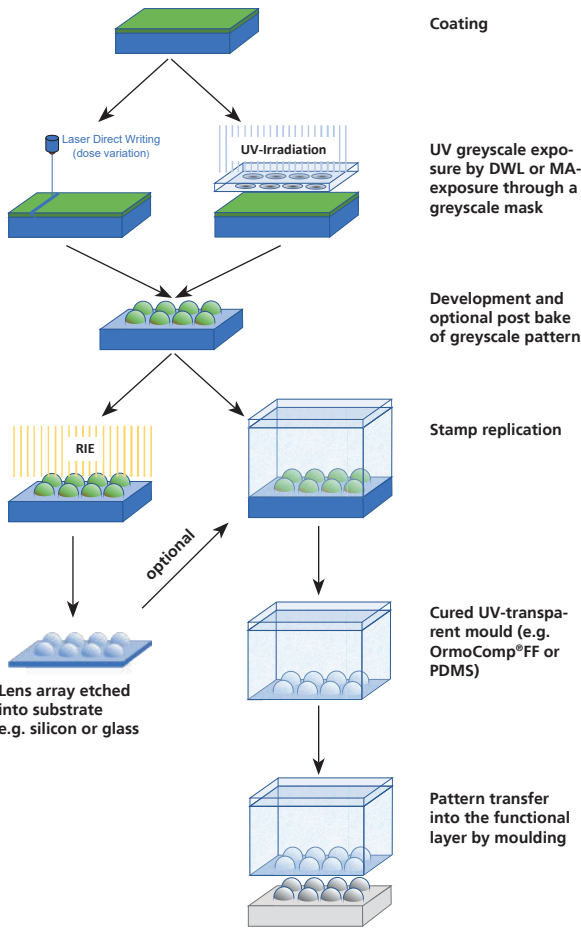 Coating
Laser Direct Writing
(dose variation)
UV-Irradiation
UV greyscale expo-
sure by DWL or MA-
exposure through a
greyscale mask
Development and
optional post bake
of greyscale pattern
RIE
Stamp replication
optional
Cured UV-transpa-
rent mould (e.g.
OrmoComp®FF or
PDMS)
Lens array etched
into substrate
e.g. silicon or glass
Pattern transfer
into the functional
layer by moulding